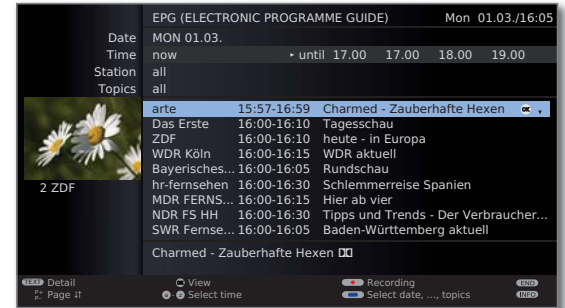 EPG (ELECTRONIC PROGRAMME GUIDE) Mon 01.03./16:05
Date MON 01.03.
Time now ▸ until 17.00 17.00 18.00 19.00
Station all
Topics all
arte 15:57-16:59 Charmed - Zauberhafte Hexen OK
Das Erste 16:00-16:10 Tagesschau
ZDF 16:00-16:10 heute - in Europa
WDR Köln 16:00-16:15 WDR aktuell
Bayerisches... 16:00-16:05 Rundschau
hr-fernsehen 16:00-16:30 Schlemmerreise Spanien
MDR FERNS... 16:00-16:15 Hier ab vier
NDR FS HH 16:00-16:30 Tipps und Trends - Der Verbraucher...
SWR Fernse... 16:00-16:05 Baden-Württemberg aktuell
2 ZDF
Charmed - Zauberhafte Hexen
TEXT Detail OK View Recording END
P+ P- Page Select time Select date, ...., topics INFO